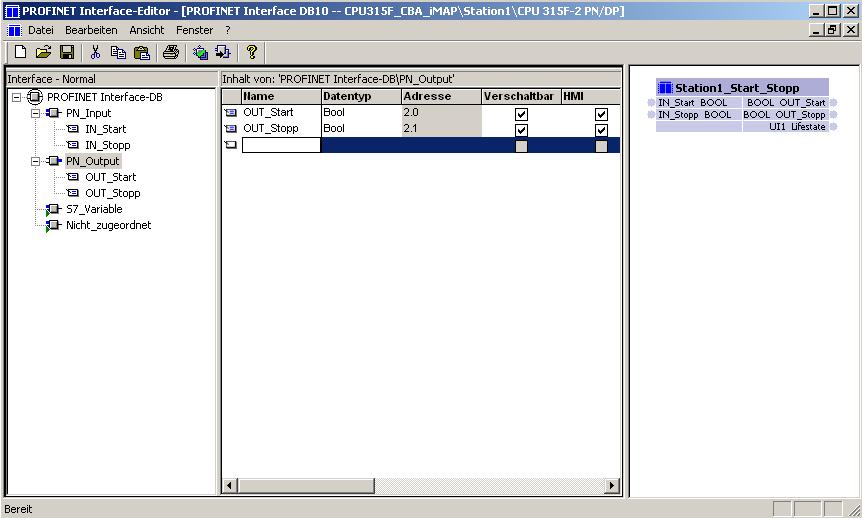 PROFINET Interface-Editor - [PROFINET Interface DB10 -- CPU315F_CBA_iMAP\Station1\CPU 315F-2 PN/DP]
Datei Bearbeiten Ansicht Fenster ?
Interface - Normal
PROFINET Interface-DB
PN_Input
IN_Start
IN_Stopp
PN_Output
OUT_Start
OUT_Stopp
S7_Variable
Nicht_zugeordnet
Inhalt von: 'PROFINET Interface-DB\PN_Output'
Name Datentyp Adresse Verschaltbar HMI
OUT_Start Bool 2.0
OUT_Stopp Bool 2.1
Station1_Start_Stopp
IN_Start BOOL BOOL OUT_Start
IN_Stopp BOOL BOOL OUT_Stopp
UI1 Lifestate
Bereit